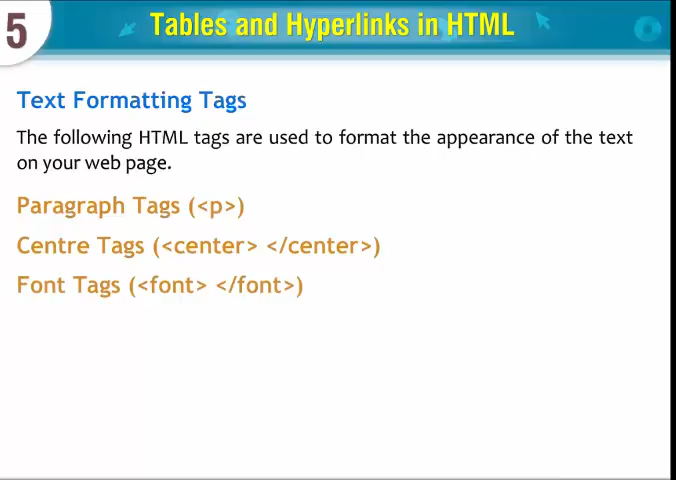 5
Tables and Hyperlinks in HTML
Text Formatting Tags
The following HTML tags are used to format the appearance of the text
on your web page.
Paragraph Tags (<p>)
Centre Tags (<center> </center>)
Font Tags (<font> </font>)